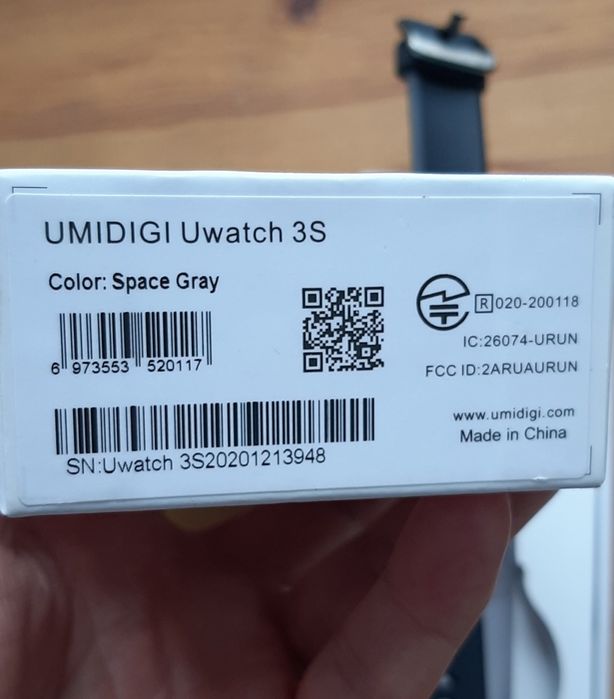 UMIDIGI Uwatch 3S
Color: Space Gray
6 973553 520117
SN:Uwatch 3S20201213948
R 020-200118
IC:26074-URUN
FCC ID:2ARUAURUN
www.umidigi.com
Made in China